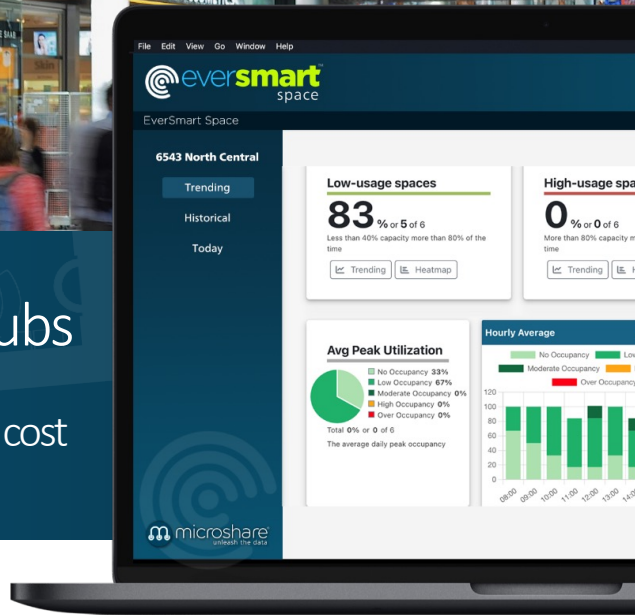 File Edit View Go Window Help
eversmart
space
EverSmart Space
6543 North Central
Trending
Historical
Today
Low-usage spaces
83 % or 5 of 6
Less than 40% capacity more than 80% of the
time
Trending Heatmap
High-usage spa
0 % or 0 of 6
More than 80% capacity m
time
Trending H
ubs
cost
Avg Peak Utilization
No Occupancy 33%
Low Occupancy 67%
Moderate Occupancy 0%
High Occupancy 0%
Over Occupancy 0%
Total 0% or 0 of 6
The average daily peak occupancy
Hourly Average
No Occupancy Low
Moderate Occupancy
Over Occupancy
120
100
80
60
40
20
0
08:00 09:00 10:00 11:00 12:00 13:00 14:00
microshare
unleash the data